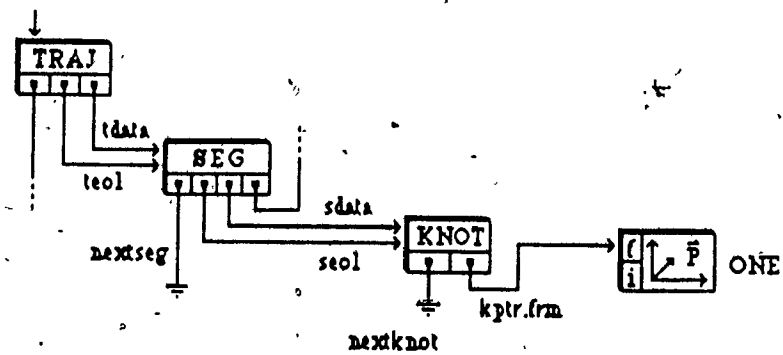 TRAJ
tdata
teol
SEG
sdata
nextseg
seol
KNOT
f
i
P
ONE
kptr.frm
nextknot